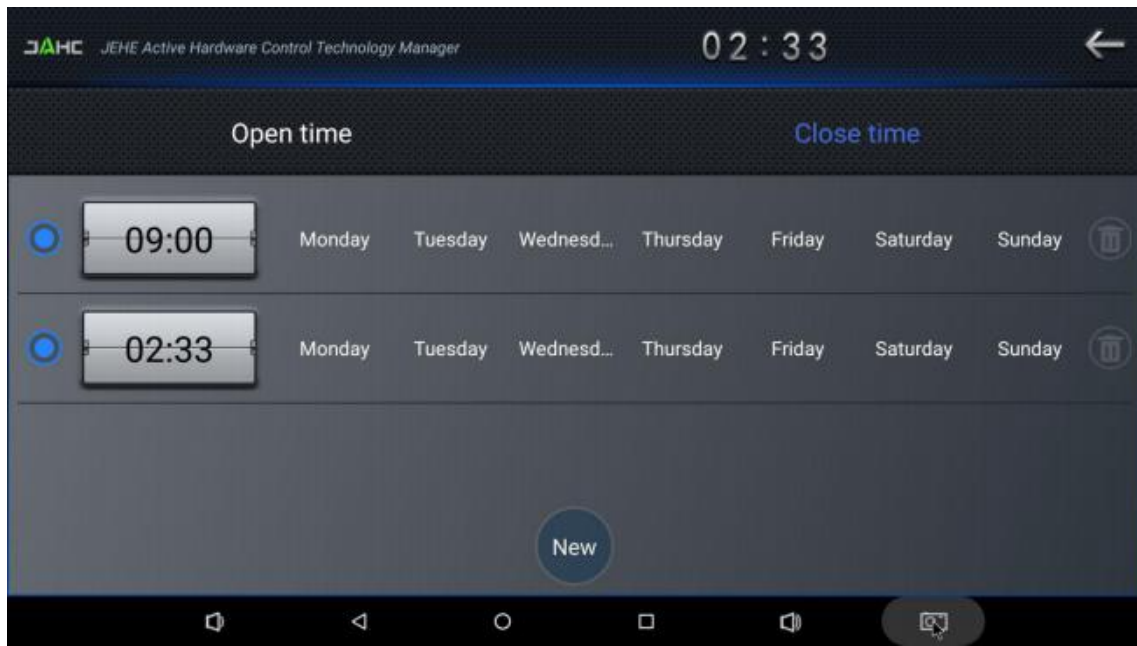 JAHC JEHE Active Hardware Control Technology Manager 02:33
Open time Close time
09:00 Monday Tuesday Wednesd... Thursday Friday Saturday Sunday
02:33 Monday Tuesday Wednesd... Thursday Friday Saturday Sunday
New